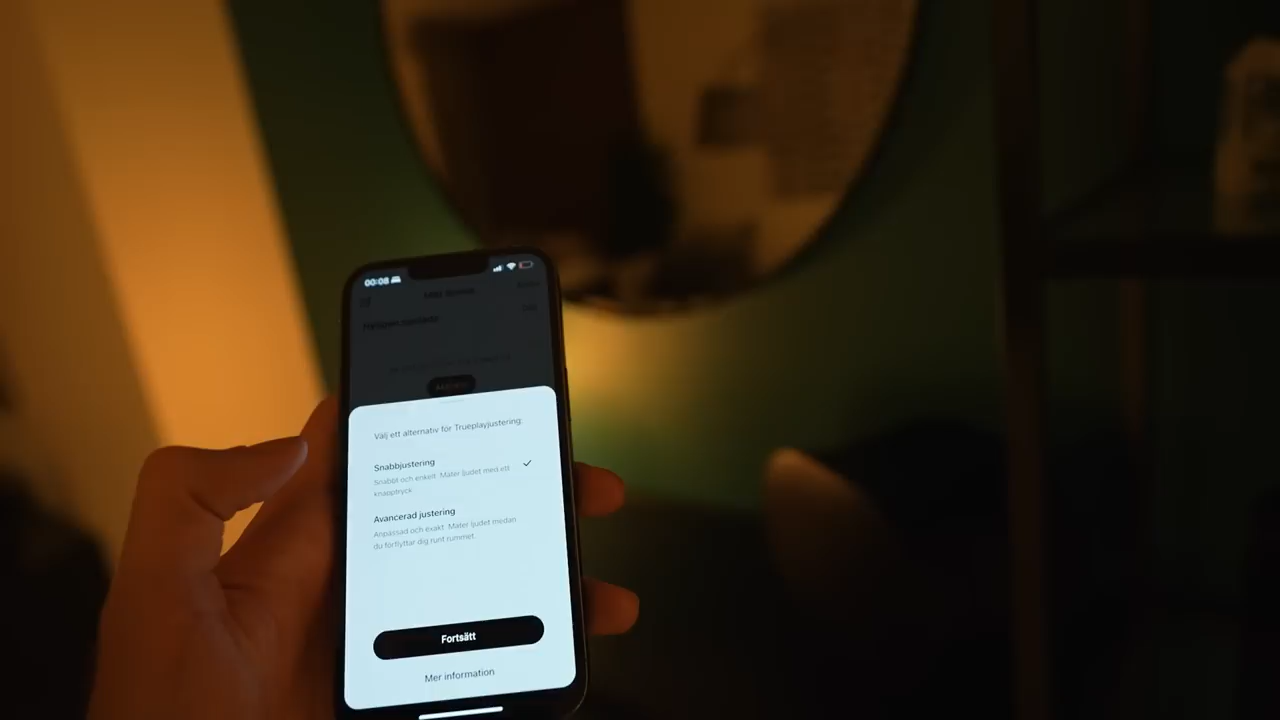 00:08
Välj ett alternativ för Trueplayjustering:
Snabbjustering
Snabbt och enkelt. Mäter ljudet med ett
knapptryck.
Avancerad justering
Anpassad och exakt. Mäter ljudet medan
du förflyttar dig runt rummet.
Fortsätt
Mer information